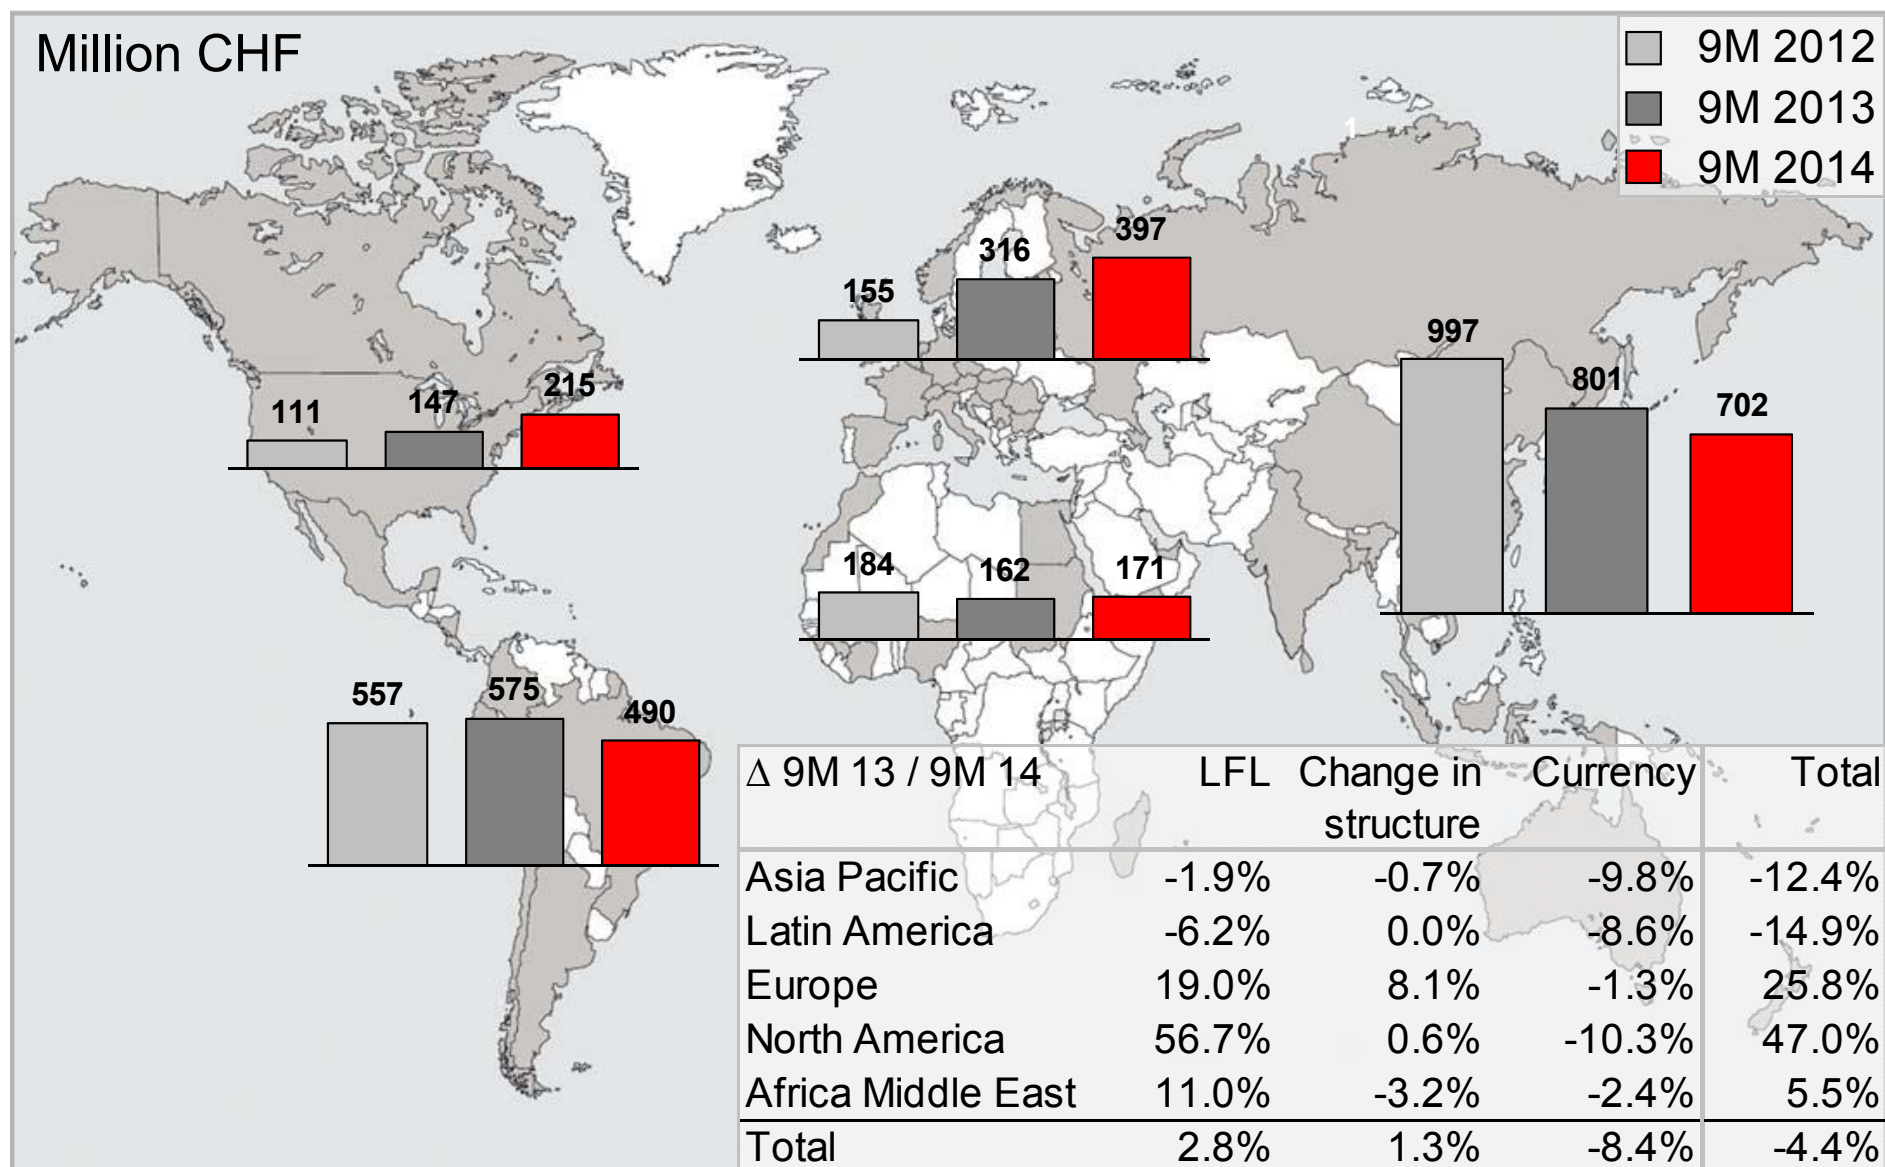 Million CHF
9M 2012
9M 2013
9M 2014
1
155
316
397
997
801
702
111
147
215
184
162
171
557
575
490
Δ 9M 13 / 9M 14 LFL Change in structure Currency Total
Asia Pacific -1.9% -0.7% -9.8% -12.4%
Latin America -6.2% 0.0% -8.6% -14.9%
Europe 19.0% 8.1% -1.3% 25.8%
North America 56.7% 0.6% -10.3% 47.0%
Africa Middle East 11.0% -3.2% -2.4% 5.5%
Total 2.8% 1.3% -8.4% -4.4%